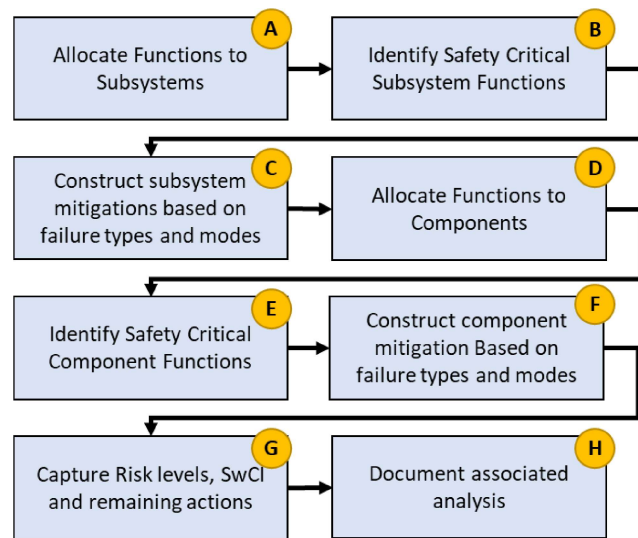 A
Allocate Functions to
Subsystems
B
Identify Safety Critical
Subsystem Functions
C
Construct subsystem
mitigations based on
failure types and modes
D
Allocate Functions to
Components
E
Identify Safety Critical
Component Functions
F
Construct component
mitigation Based on
failure types and modes
G
Capture Risk levels, SwCI
and remaining actions
H
Document associated
analysis